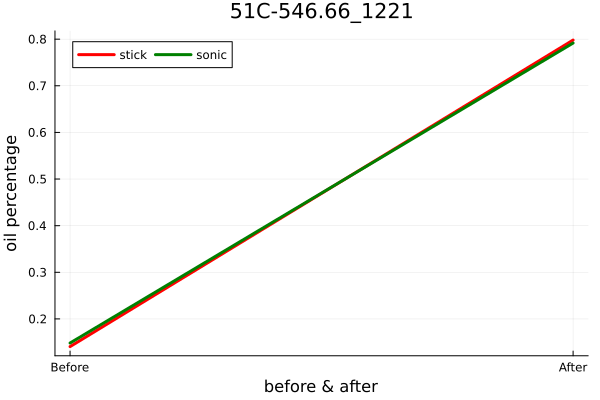 51C-546.66_1221
stick sonic
0.8
0.7
0.6
0.5
0.4
0.3
0.2
oil percentage
Before After
before & after